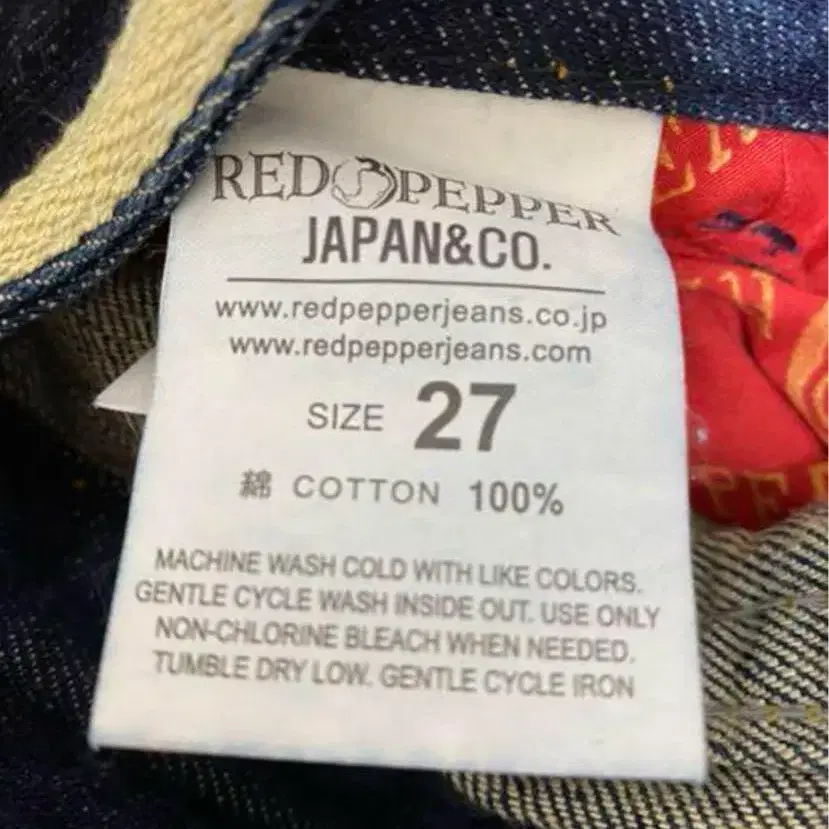 RED PEPPER
JAPAN&CO.
www.redpepperjeans.co.jp
www.redpepperjeans.com
SIZE 27
綿 COTTON 100%
MACHINE WASH COLD WITH LIKE COLORS.
GENTLE CYCLE WASH INSIDE OUT. USE ONLY
NON-CHLORINE BLEACH WHEN NEEDED.
TUMBLE DRY LOW. GENTLE CYCLE IRON